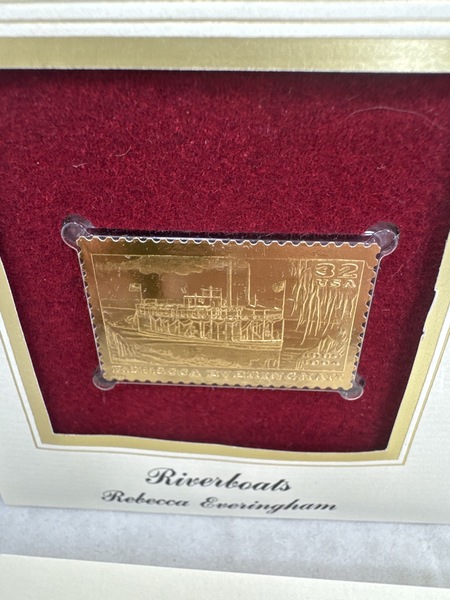 32
USA
REBECCA EVERINGHAM
Riverboats
Rebecca Everingham